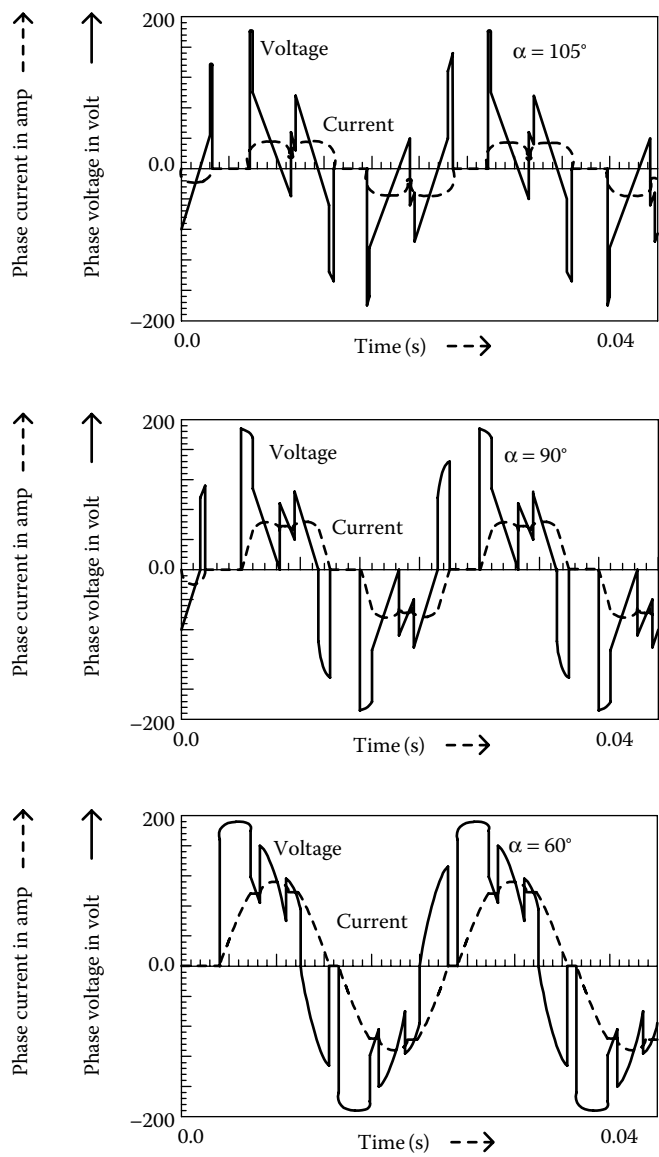 Phase current in amp
Phase voltage in volt
200
Voltage
α = 105°
Current
0.0
−200
0.0
0.04
Time (s)
Phase current in amp
Phase voltage in volt
200
Voltage
α = 90°
Current
0.0
−200
0.0
0.04
Time (s)
Phase current in amp
Phase voltage in volt
200
Voltage
α = 60°
Current
0.0
−200
0.0
0.04
Time (s)